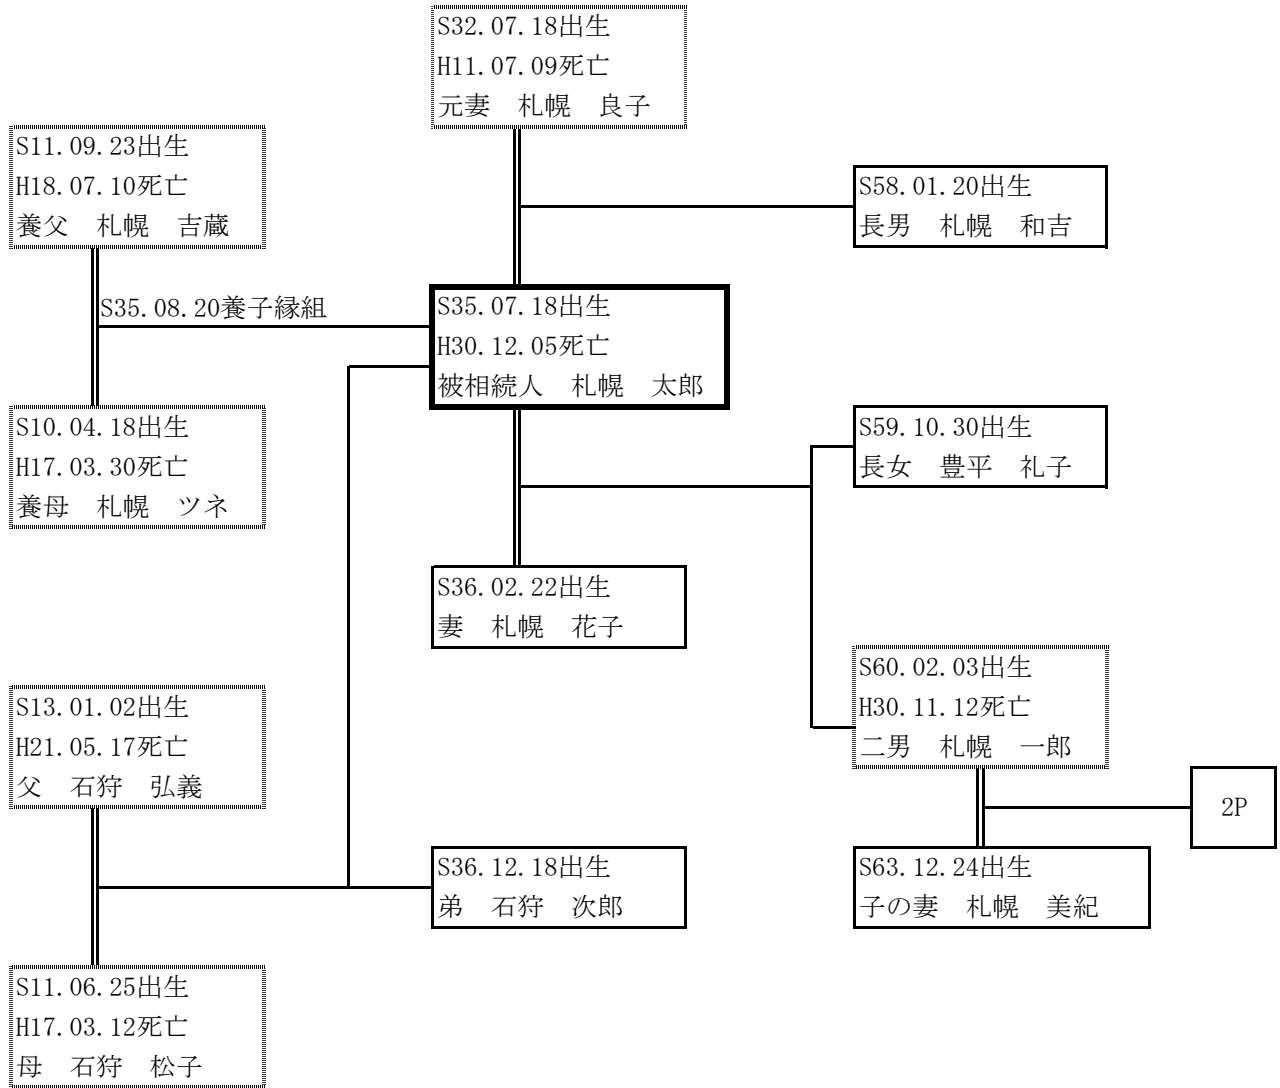 S32.07.18出生
H11.07.09死亡
元妻　札幌　良子
S11.09.23出生
H18.07.10死亡
養父　札幌　吉蔵
S58.01.20出生
長男　札幌　和吉
S35.08.20養子縁組
S35.07.18出生
H30.12.05死亡
被相続人　札幌　太郎
S10.04.18出生
H17.03.30死亡
養母　札幌　ツネ
S59.10.30出生
長女　豊平　礼子
S36.02.22出生
妻　札幌　花子
S60.02.03出生
H30.11.12死亡
二男　札幌　一郎
S13.01.02出生
H21.05.17死亡
父　石狩　弘義
2P
S36.12.18出生
弟　石狩　次郎
S63.12.24出生
子の妻　札幌　美紀
S11.06.25出生
H17.03.12死亡
母　石狩　松子